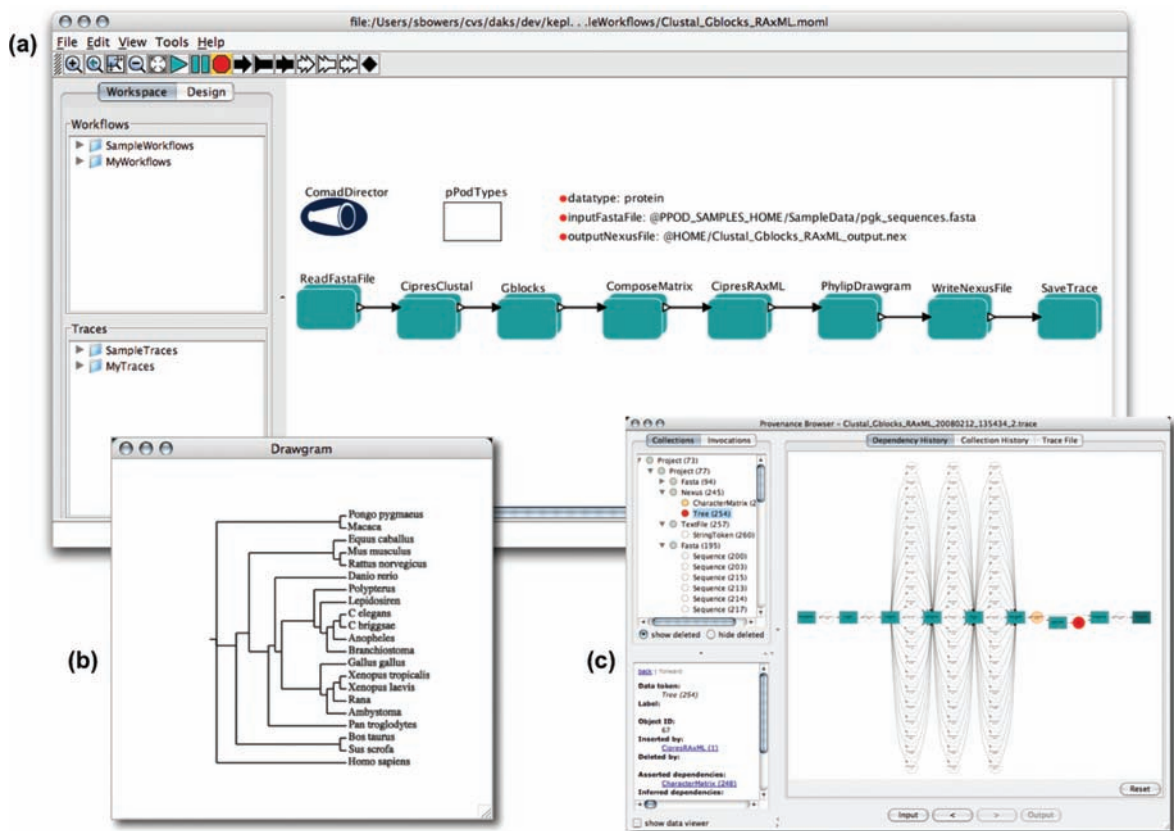 (a)
file:/Users/sbowers/cvs/daks/dev/kepl. . .leWorkflows/Clustal_Gblocks_RAxML.moml
File Edit View Tools Help
Workspace Design
Workflows
SampleWorkflows
MyWorkflows
Traces
SampleTraces
MyTraces
ComadDirector
pPodTypes
datatype: protein
inputFastaFile: @PPOD_SAMPLES_HOME/SampleData/pgk_sequences.fasta
outputNexusFile: @HOME/Clustal_Gblocks_RAxML_output.nex
ReadFastaFile CipresClustal Gblocks ComposeMatrix CipresRAxML PhylipDrawgram WriteNexusFile SaveTrace
(b)
Drawgram
Pongo pygmaeus
Macaca
Equus caballus
Mus musculus
Rattus norvegicus
Danio rerio
Polypterus
Lepidosiren
C elegans
C briggsae
Anopheles
Branchiostoma
Gallus gallus
Xenopus tropicalis
Xenopus laevis
Rana
Ambystoma
Pan troglodytes
Bos taurus
Sus scrofa
Homo sapiens
(c)
Provenance Browser - Clustal_Gblocks_RAxML_20080212_135434_2.trace
Collections Invocations
Project (73)
Project (77)
Fasta (94)
Nexus (245)
CharacterMatrix (2
Tree (254)
TextFile (257)
StringToken (260)
Fasta (195)
Sequence (200)
Sequence (203)
Sequence (215)
Sequence (213)
Sequence (214)
Sequence (217)
show deleted hide deleted
back | forward
Data token:
Tree (254)
Label:
Object ID:
67
Inserted by:
CipresRAxML (1)
Deleted by:
Asserted dependencies:
CharacterMatrix (248)
Inferred dependencies:
show data viewer
Dependency History Collection History Trace File
Reset
Input < > Output